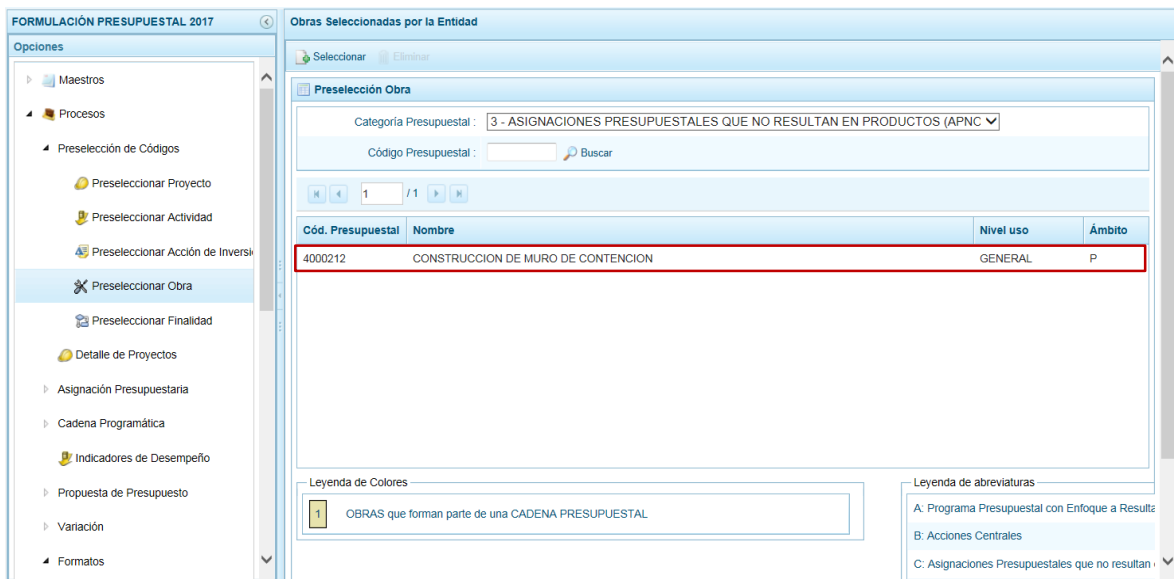 FORMULACIÓN PRESUPUESTAL 2017
Opciones
Maestros
Procesos
Preselección de Códigos
Preseleccionar Proyecto
Preseleccionar Actividad
Preseleccionar Acción de Inversi
Preseleccionar Obra
Preseleccionar Finalidad
Detalle de Proyectos
Asignación Presupuestaria
Cadena Programática
Indicadores de Desempeño
Propuesta de Presupuesto
Variación
Formatos
Obras Seleccionadas por la Entidad
Seleccionar Eliminar
Preselección Obra
Categoría Presupuestal : 3 - ASIGNACIONES PRESUPUESTALES QUE NO RESULTAN EN PRODUCTOS (APNC
Código Presupuestal : Buscar
1 / 1
Cód. Presupuestal Nombre Nivel uso Ámbito
4000212 CONSTRUCCION DE MURO DE CONTENCION GENERAL P
Leyenda de Colores
1 OBRAS que forman parte de una CADENA PRESUPUESTAL
Leyenda de abreviaturas
A: Programa Presupuestal con Enfoque a Resulta
B: Acciones Centrales
C: Asignaciones Presupuestales que no resultan